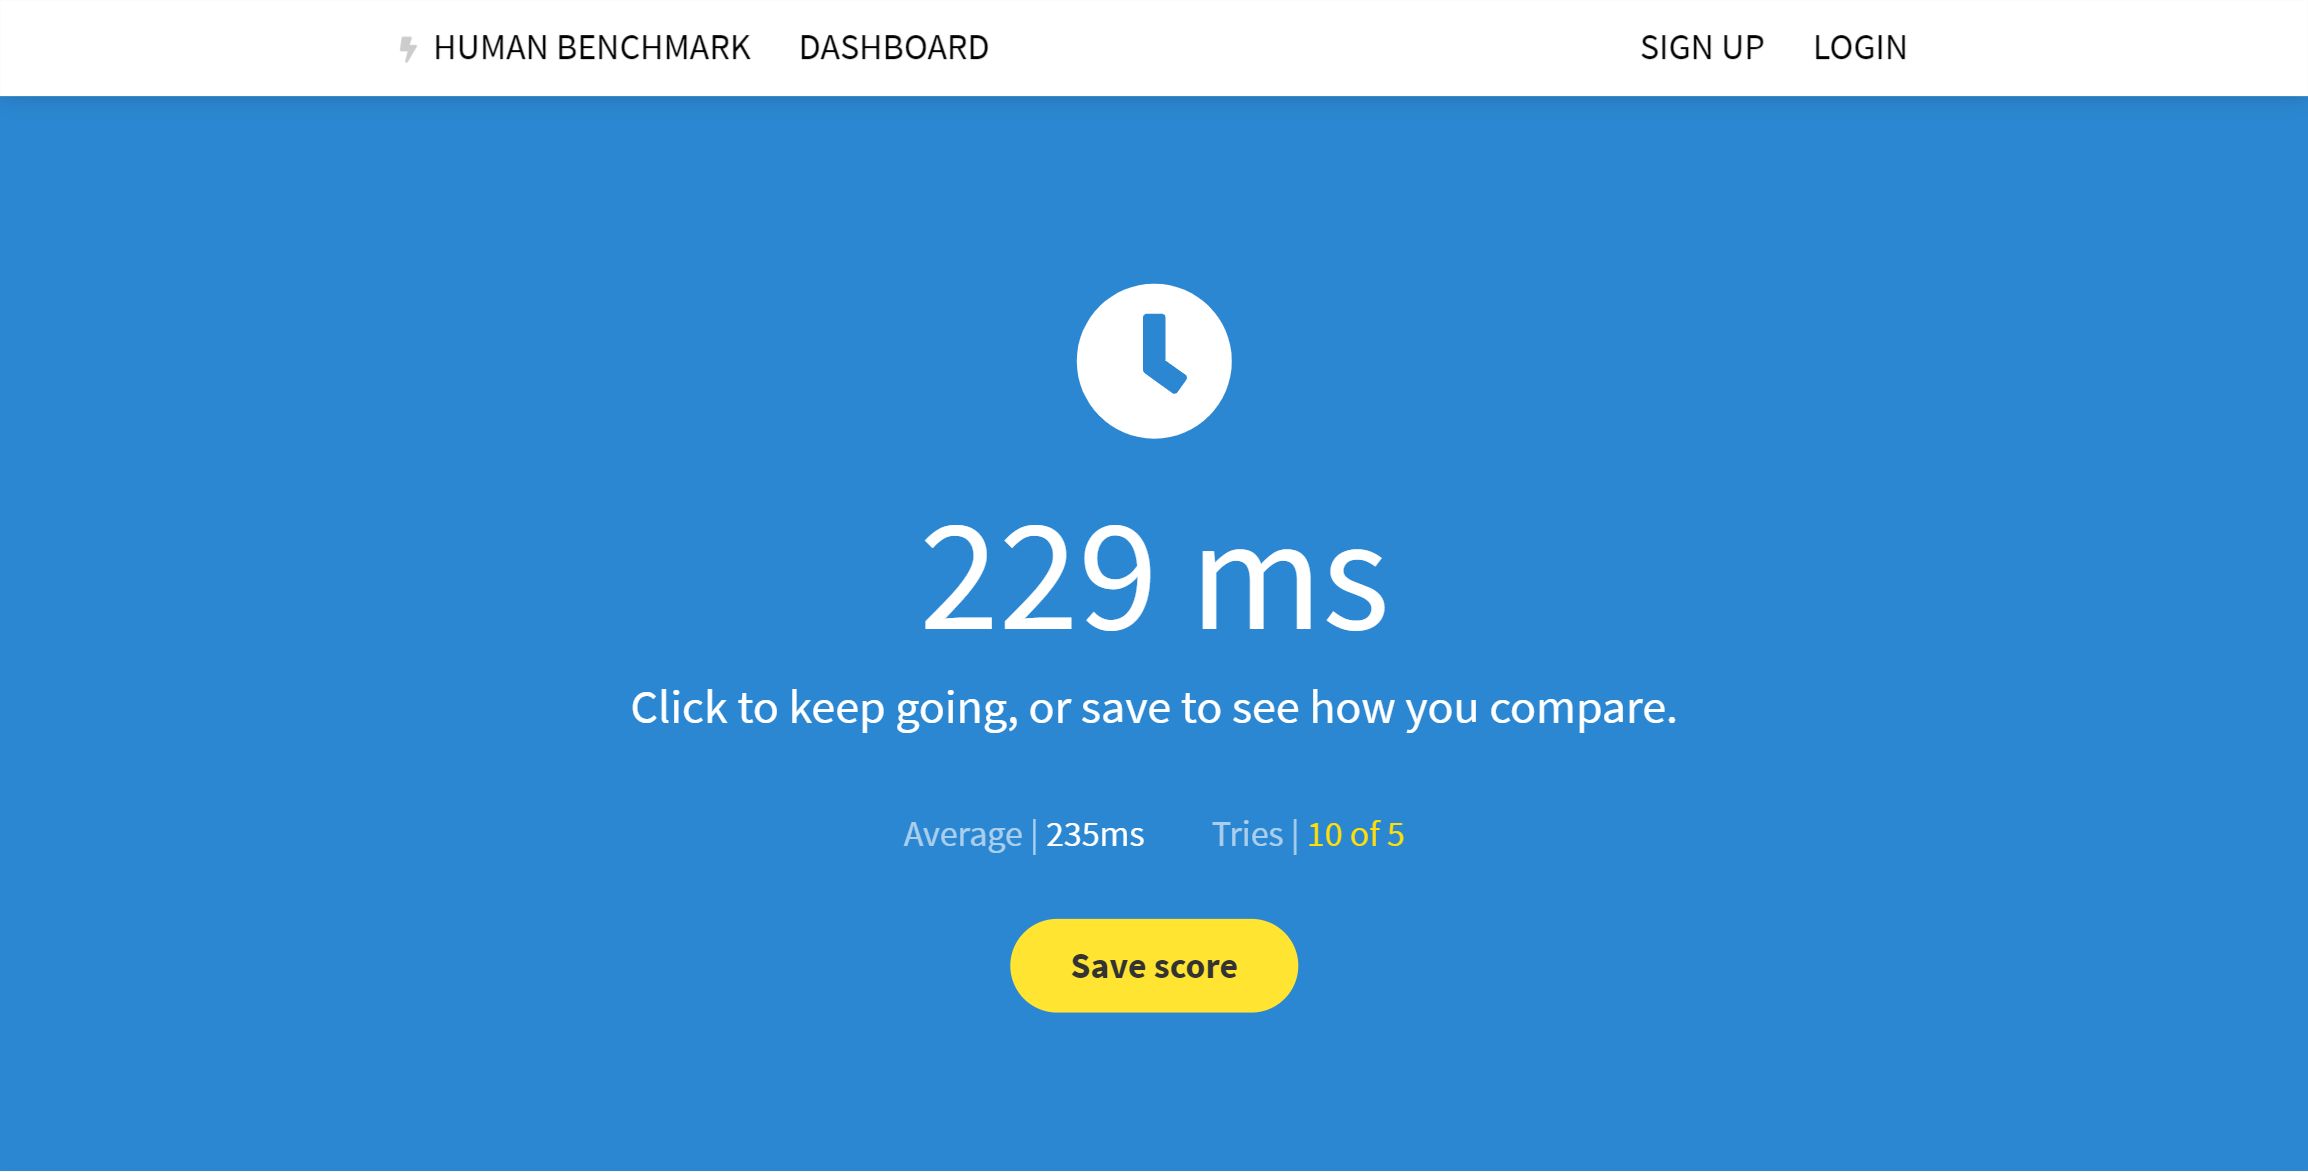 HUMAN BENCHMARK DASHBOARD SIGN UP LOGIN
229 ms
Click to keep going, or save to see how you compare.
Average | 235ms Tries | 10 of 5
Save score